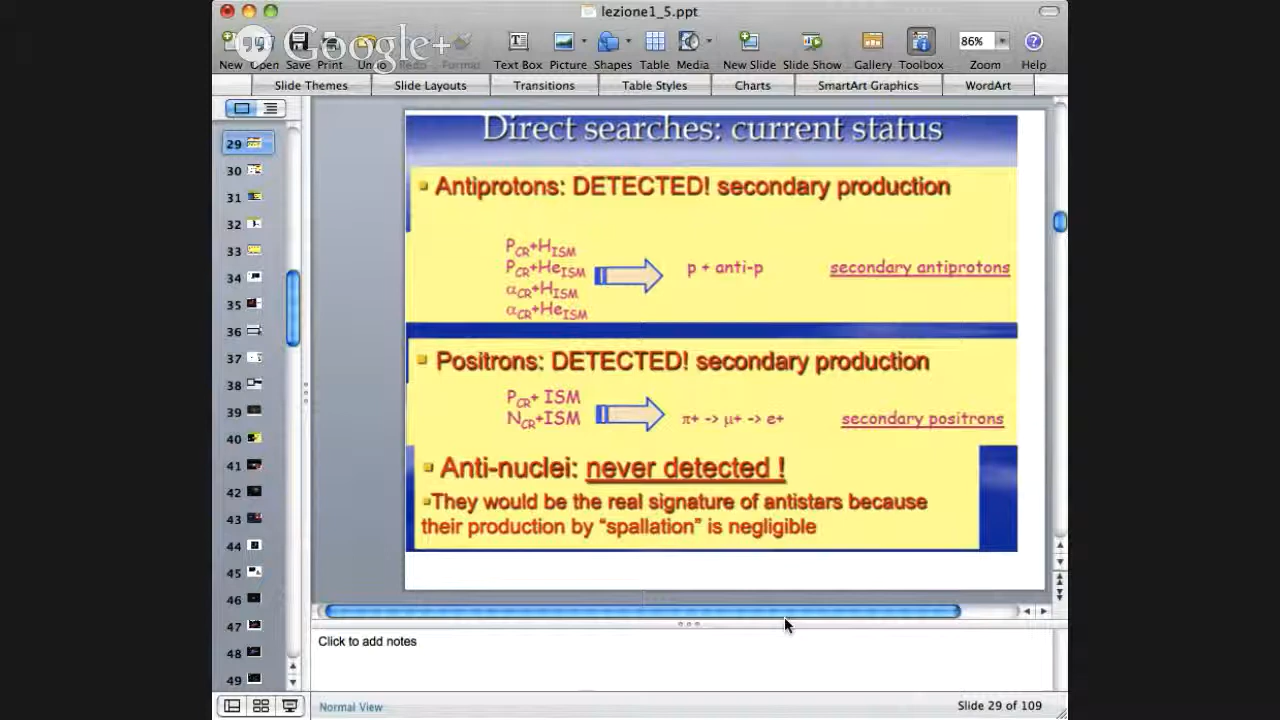 lezione1_5.ppt
Google+
New Open Save Print Undo Redo Format Text Box Picture Shapes Table Media New Slide Slide Show Gallery Toolbox 86% Zoom Help
Slide Themes Slide Layouts Transitions Table Styles Charts SmartArt Graphics WordArt
29
30
31
32
33
34
35
36
37
38
39
40
41
42
43
44
45
46
47
48
49
Direct searches: current status
Antiprotons: DETECTED! secondary production
PCR+HISM
PCR+HeISM p + anti-p secondary antiprotons
αCR+HISM
αCR+HeISM
Positrons: DETECTED! secondary production
PCR+ ISM
NCR+ISM π+ -> μ+ -> e+ secondary positrons
Anti-nuclei: never detected !
They would be the real signature of antistars because
their production by “spallation” is negligible
Click to add notes
Normal View Slide 29 of 109